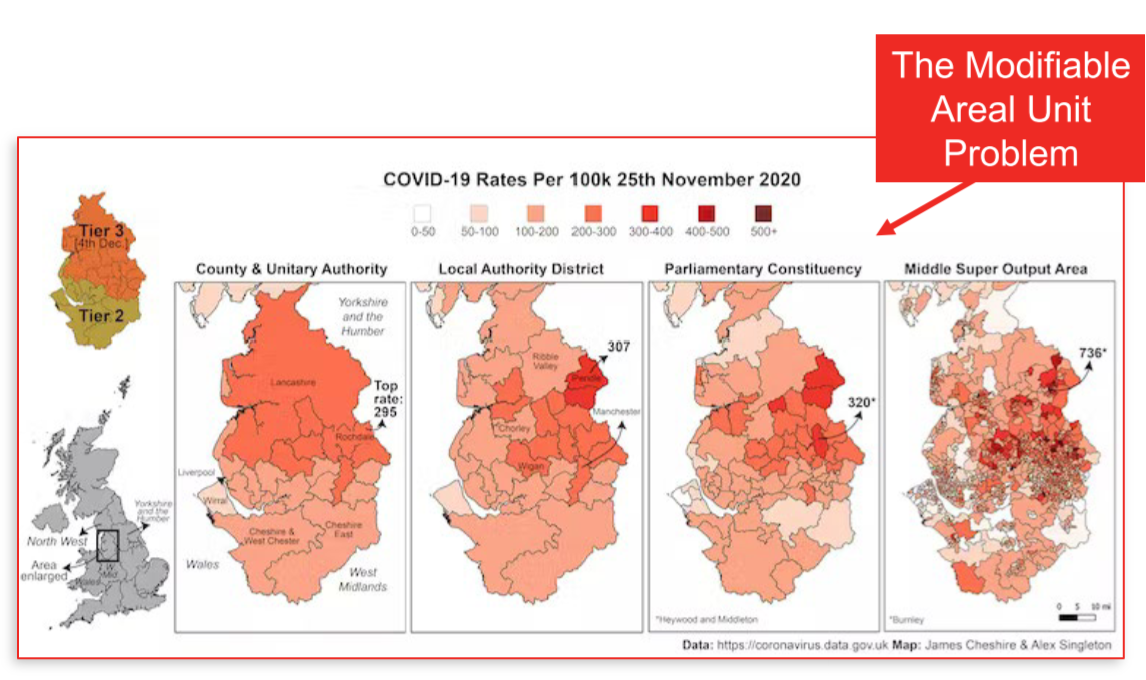 The Modifiable
Areal Unit
Problem
COVID-19 Rates Per 100k 25th November 2020
0-50 50-100 100-200 200-300 300-400 400-500 500+
Tier 3
[4th Dec.]
Tier 2
North West
Yorkshire
and the
Humber
Area
enlarged
Wales
W.
Mid
County & Unitary Authority
Yorkshire
and the
Humber
Lancashire
Top
rate:
295
Rochdale
Liverpool
Wirral
Cheshire &
West Chester
Cheshire
East
Wales
West
Midlands
Local Authority District
307
Ribble
Valley
Pendle
Manchester
Chorley
Wigan
Parliamentary Constituency
320*
*Heywood and Middleton
Middle Super Output Area
736*
0 5 10 mi
*Burnley
Data: https://coronavirus.data.gov.uk Map: James Cheshire & Alex Singleton